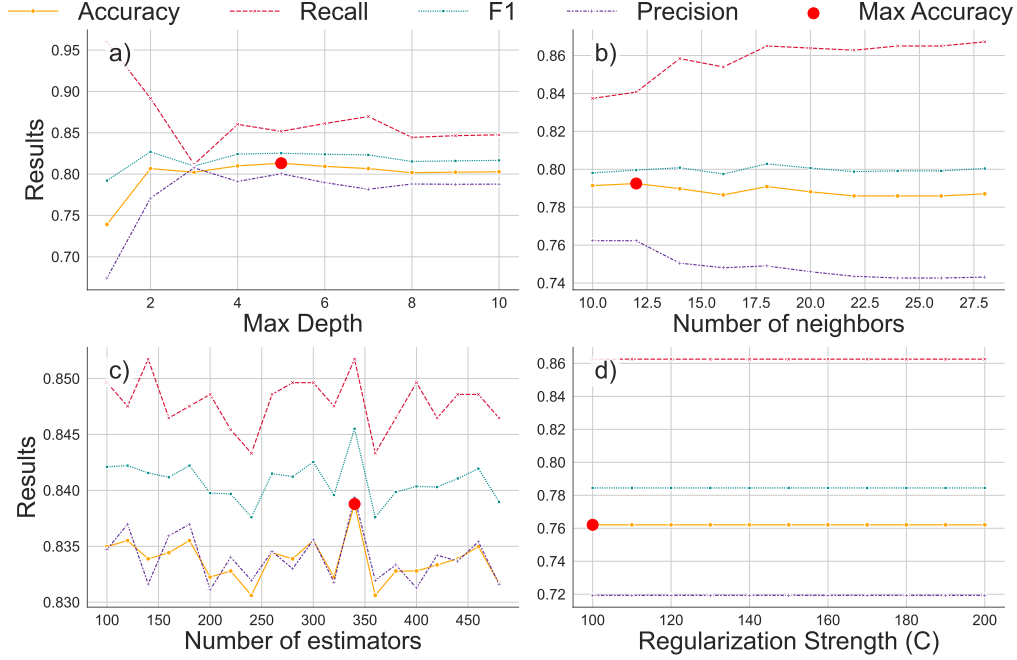 Accuracy Recall F1 Precision Max Accuracy
a)
0.95
0.90
0.85
0.80
0.75
0.70
Results
2 4 6 8 10
Max Depth
b)
0.86
0.84
0.82
0.80
0.78
0.76
0.74
10.0 12.5 15.0 17.5 20.0 22.5 25.0 27.5
Number of neighbors
c)
0.850
0.845
0.840
0.835
0.830
Results
100 150 200 250 300 350 400 450
Number of estimators
d)
0.86
0.84
0.82
0.80
0.78
0.76
0.74
0.72
100 120 140 160 180 200
Regularization Strength (C)